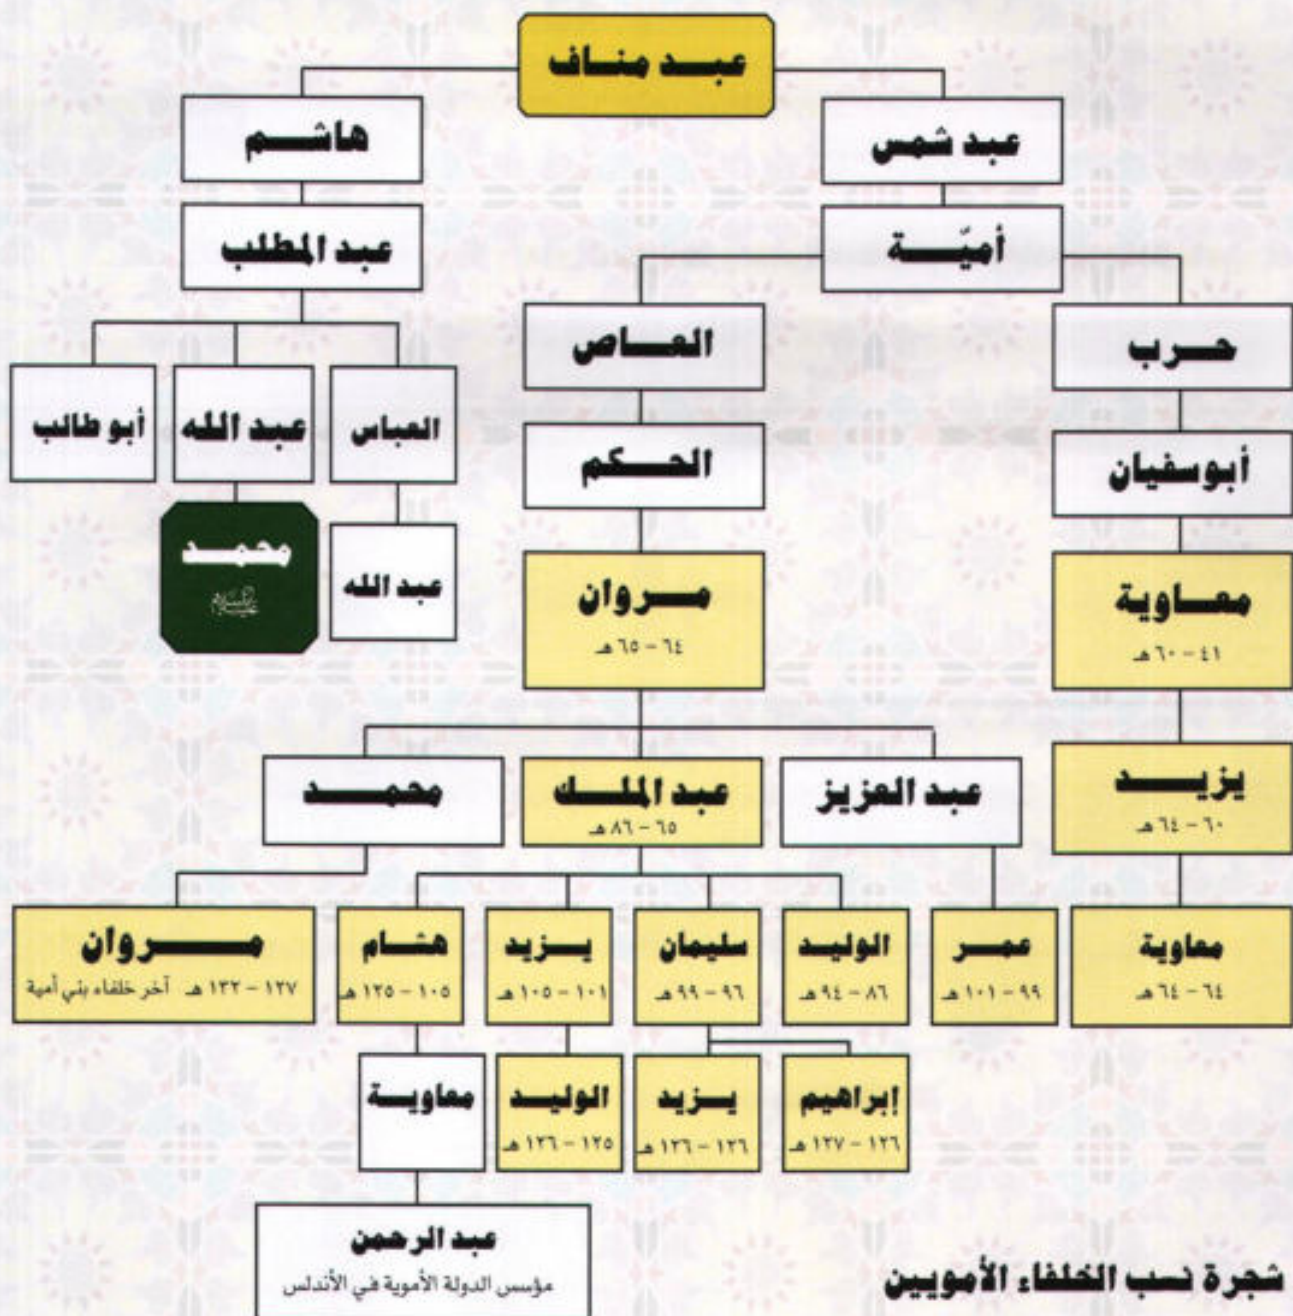 عبد مناف
عبد شمس
هاشم
أميّة
عبد المطلب
حرب
العاص
العباس
عبد الله
أبو طالب
أبو سفيان
الحكم
معاوية
٤١ – ٦٠ هـ
مروان
٦٤ – ٦٥ هـ
عبد الله
محمد
يزيد
٦٠ – ٦٤ هـ
عبد العزيز
عبد الملك
٦٥ – ٨٦ هـ
محمد
معاوية
٦٤ – ٦٤ هـ
عمر
٩٩ – ١٠١ هـ
الوليد
٨٦ – ٩٤ هـ
سليمان
٩٦ – ٩٩ هـ
يزيد
١٠١ – ١٠٥ هـ
هشام
١٠٥ – ١٢٥ هـ
مروان
١٢٧ – ١٣٢ هـ آخر خلفاء بني أمية
إبراهيم
١٢٦ – ١٢٧ هـ
يزيد
١٢٦ – ١٢٦ هـ
الوليد
١٢٥ – ١٢٦ هـ
معاوية
عبد الرحمن
مؤسس الدولة الأموية في الأندلس
شجرة نسب الخلفاء الأمويين